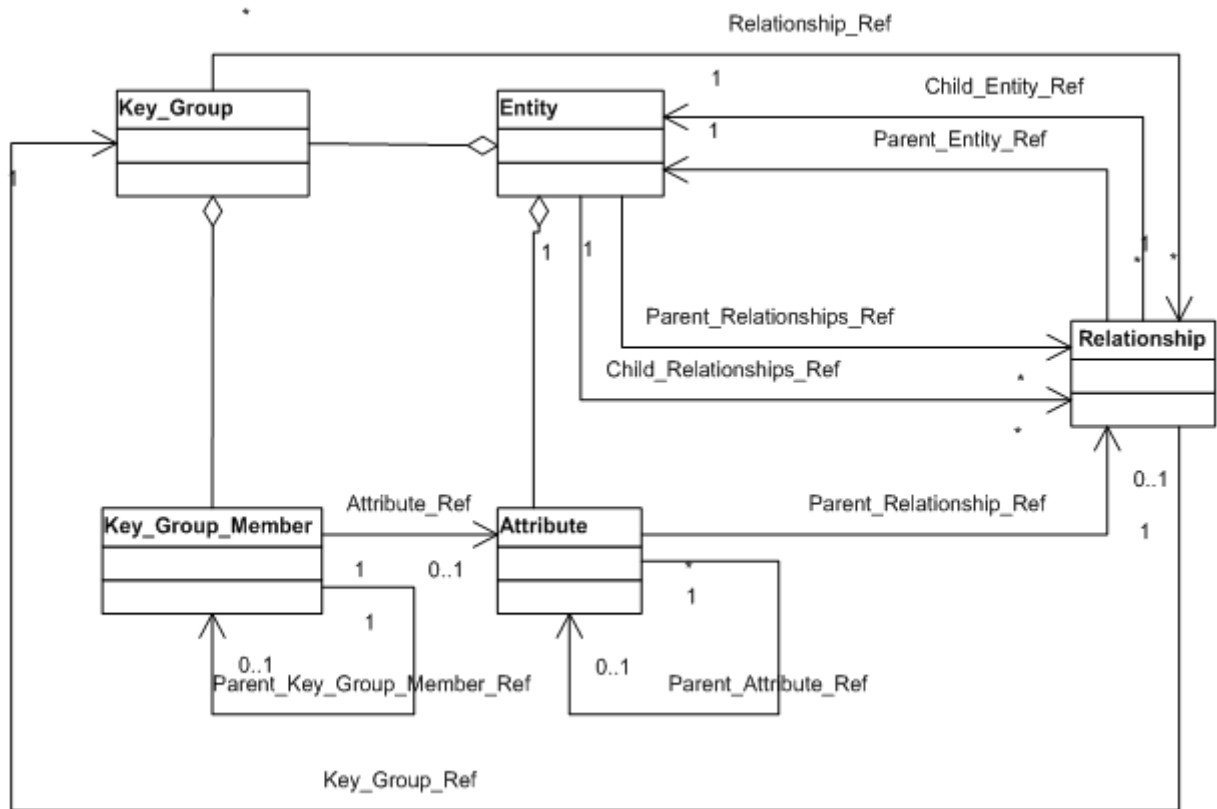 *
Relationship_Ref
1
Child_Entity_Ref
Key_Group
Entity
1
Parent_Entity_Ref
1
1
1
1
*
*
Parent_Relationships_Ref
Relationship
Child_Relationships_Ref
*
*
0..1
Attribute_Ref
Parent_Relationship_Ref
Key_Group_Member
Attribute
1
1
0..1
*
1
1
0..1
0..1
Parent_Key_Group_Member_Ref
Parent_Attribute_Ref
Key_Group_Ref